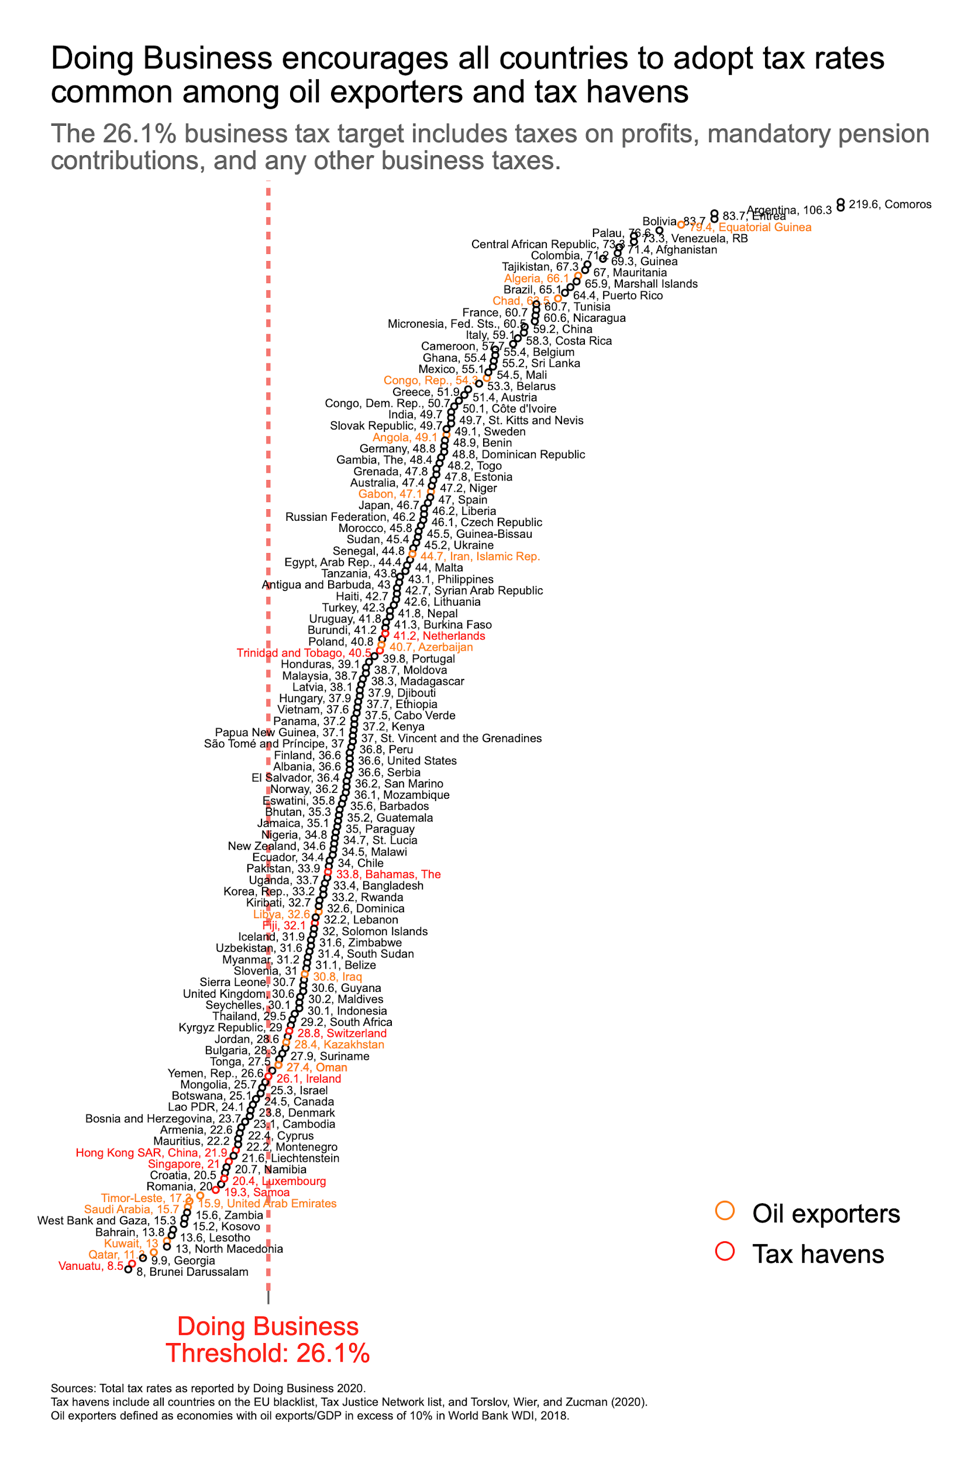 Doing Business encourages all countries to adopt tax rates
common among oil exporters and tax havens
The 26.1% business tax target includes taxes on profits, mandatory pension
contributions, and any other business taxes.
219.6, Comoros
Argentina, 106.3
83.7, Eritrea
Bolivia, 83.7
79.4, Equatorial Guinea
Palau, 76.6
73.3, Venezuela, RB
Central African Republic, 73.3
71.4, Afghanistan
Colombia, 71.2
69.3, Guinea
Tajikistan, 67.3
67, Mauritania
Algeria, 66.1
65.9, Marshall Islands
Brazil, 65.1
64.4, Puerto Rico
Chad, 63.5
60.7, Tunisia
France, 60.7
60.6, Nicaragua
Micronesia, Fed. Sts., 60.5
59.2, China
Italy, 59.1
58.3, Costa Rica
Cameroon, 57.7
55.4, Belgium
Ghana, 55.4
55.2, Sri Lanka
Mexico, 55.1
54.5, Mali
Congo, Rep., 54.3
53.3, Belarus
Greece, 51.9
51.4, Austria
Congo, Dem. Rep., 50.7
50.1, Côte d'Ivoire
India, 49.7
49.7, St. Kitts and Nevis
Slovak Republic, 49.7
49.1, Sweden
Angola, 49.1
48.9, Benin
Germany, 48.8
48.8, Dominican Republic
Gambia, The, 48.4
48.2, Togo
Grenada, 47.8
47.8, Estonia
Australia, 47.4
47.2, Niger
Gabon, 47.1
47, Spain
Japan, 46.7
46.2, Liberia
Russian Federation, 46.2
46.1, Czech Republic
Morocco, 45.8
45.5, Guinea-Bissau
Sudan, 45.4
45.2, Ukraine
Senegal, 44.8
44.7, Iran, Islamic Rep.
Egypt, Arab Rep., 44.4
44, Malta
Tanzania, 43.8
43.1, Philippines
Antigua and Barbuda, 43
42.7, Syrian Arab Republic
Haiti, 42.7
42.6, Lithuania
Turkey, 42.3
41.8, Nepal
Uruguay, 41.8
41.3, Burkina Faso
Burundi, 41.2
41.2, Netherlands
Poland, 40.8
40.7, Azerbaijan
Trinidad and Tobago, 40.5
39.8, Portugal
Honduras, 39.1
38.7, Moldova
Malaysia, 38.7
38.3, Madagascar
Latvia, 38.1
37.9, Djibouti
Hungary, 37.9
37.7, Ethiopia
Vietnam, 37.6
37.5, Cabo Verde
Panama, 37.2
37.2, Kenya
Papua New Guinea, 37.1
37, St. Vincent and the Grenadines
São Tomé and Príncipe, 37
36.8, Peru
Finland, 36.6
36.6, United States
Albania, 36.6
36.6, Serbia
El Salvador, 36.4
36.2, San Marino
Norway, 36.2
36.1, Mozambique
Eswatini, 35.8
35.6, Barbados
Bhutan, 35.3
35.2, Guatemala
Jamaica, 35.1
35, Paraguay
Nigeria, 34.8
34.7, St. Lucia
New Zealand, 34.6
34.5, Malawi
Ecuador, 34.4
34, Chile
Pakistan, 33.9
33.8, Bahamas, The
Uganda, 33.7
33.4, Bangladesh
Korea, Rep., 33.2
33.2, Rwanda
Kiribati, 32.7
32.6, Dominica
Libya, 32.6
32.2, Lebanon
Fiji, 32.1
32, Solomon Islands
Iceland, 31.9
31.6, Zimbabwe
Uzbekistan, 31.6
31.4, South Sudan
Myanmar, 31.2
31.1, Belize
Slovenia, 31
30.8, Iraq
Sierra Leone, 30.7
30.6, Guyana
United Kingdom, 30.6
30.2, Maldives
Seychelles, 30.1
30.1, Indonesia
Thailand, 29.5
29.2, South Africa
Kyrgyz Republic, 29
28.8, Switzerland
Jordan, 28.6
28.4, Kazakhstan
Bulgaria, 28.3
27.9, Suriname
Tonga, 27.5
27.4, Oman
Yemen, Rep., 26.6
26.1, Ireland
Mongolia, 25.7
25.3, Israel
Botswana, 25.1
24.5, Canada
Lao PDR, 24.1
23.8, Denmark
Bosnia and Herzegovina, 23.7
23.1, Cambodia
Armenia, 22.6
22.4, Cyprus
Mauritius, 22.2
22.2, Montenegro
Hong Kong SAR, China, 21.9
21.6, Liechtenstein
Singapore, 21
20.7, Namibia
Croatia, 20.5
20.4, Luxembourg
Romania, 20
19.3, Samoa
Timor-Leste, 17.3
15.9, United Arab Emirates
Saudi Arabia, 15.7
15.6, Zambia
West Bank and Gaza, 15.3
15.2, Kosovo
Bahrain, 13.8
13.6, Lesotho
Kuwait, 13
13, North Macedonia
Qatar, 11.3
9.9, Georgia
Vanuatu, 8.5
8, Brunei Darussalam
Oil exporters
Tax havens
Doing Business
Threshold: 26.1%
Sources: Total tax rates as reported by Doing Business 2020.
Tax havens include all countries on the EU blacklist, Tax Justice Network list, and Torslov, Wier, and Zucman (2020).
Oil exporters defined as economies with oil exports/GDP in excess of 10% in World Bank WDI, 2018.